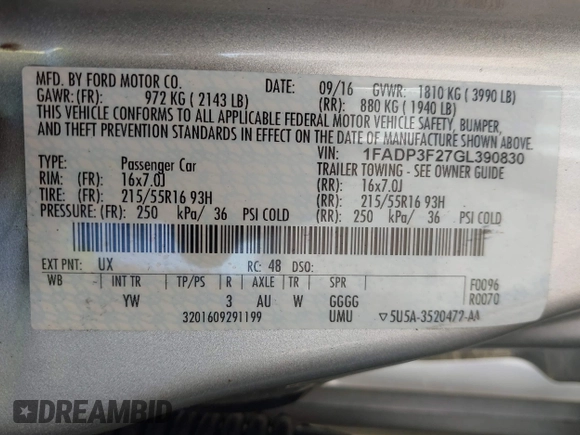 MFD. BY FORD MOTOR CO. DATE: 09/16 GVWR: 1810 KG ( 3990 LB)
GAWR: (FR): 972 KG ( 2143 LB) (RR): 880 KG ( 1940 LB)
THIS VEHICLE CONFORMS TO ALL APPLICABLE FEDERAL MOTOR VEHICLE SAFETY, BUMPER,
AND THEFT PREVENTION STANDARDS IN EFFECT ON THE DATE OF MANUFACTURE SHOWN ABOVE.
VIN: 1FADP3F27GL390830
TYPE: Passenger Car TRAILER TOWING - SEE OWNER GUIDE
RIM: (FR): 16x7.0J (RR): 16x7.0J
TIRE: (FR): 215/55R16 93H (RR): 215/55R16 93H
PRESSURE: (FR): 250 kPa/ 36 PSI COLD (RR): 250 kPa/ 36 PSI COLD
EXT PNT: UX RC: 48 DSO:
WB INT TR TP/PS R AXLE TR SPR F0096
YW 3 AU W GGGG R0070
3201609291199 UMU ▽5U5A-3520472-AA
DREAMBID